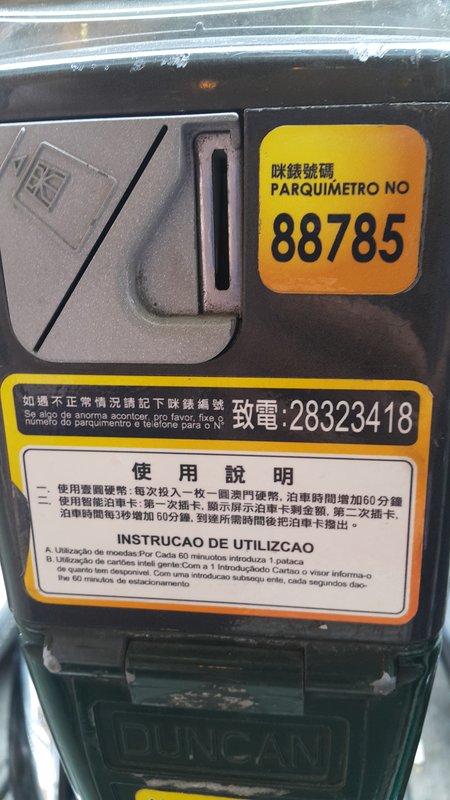 咪錶號碼
PARQUÍMETRO NO
88785
如遇不正常情況請記下咪錶編號
Se algo de anorma acontcer, pro favor, fixe o
numefo do parquimentro e telefone para o Nº
致電:28323418
使用說明
一. 使用壹圓硬幣:每次投入一枚一圓澳門硬幣, 泊車時間增加60分鐘
二. 使用智能泊車卡:第一次插卡, 顯示屏示泊車卡剩金額, 第二次插卡,
泊車時間每3秒增加60分鐘, 到達所需時間後把泊車卡撥出。
INSTRUCAO DE UTILIZCAO
A. Utilização de moedas:Por Cada 60 minuotos introduza 1.pataca
B. Utilização de cartões inteli gente:Com a 1 Introduçãodo Cartao o visor informa-o
de quanto tem desponivel. Com uma introducao subsequ ente, cada segundos dao-
lhe 60 minutos de estacionamento
DUNCAN